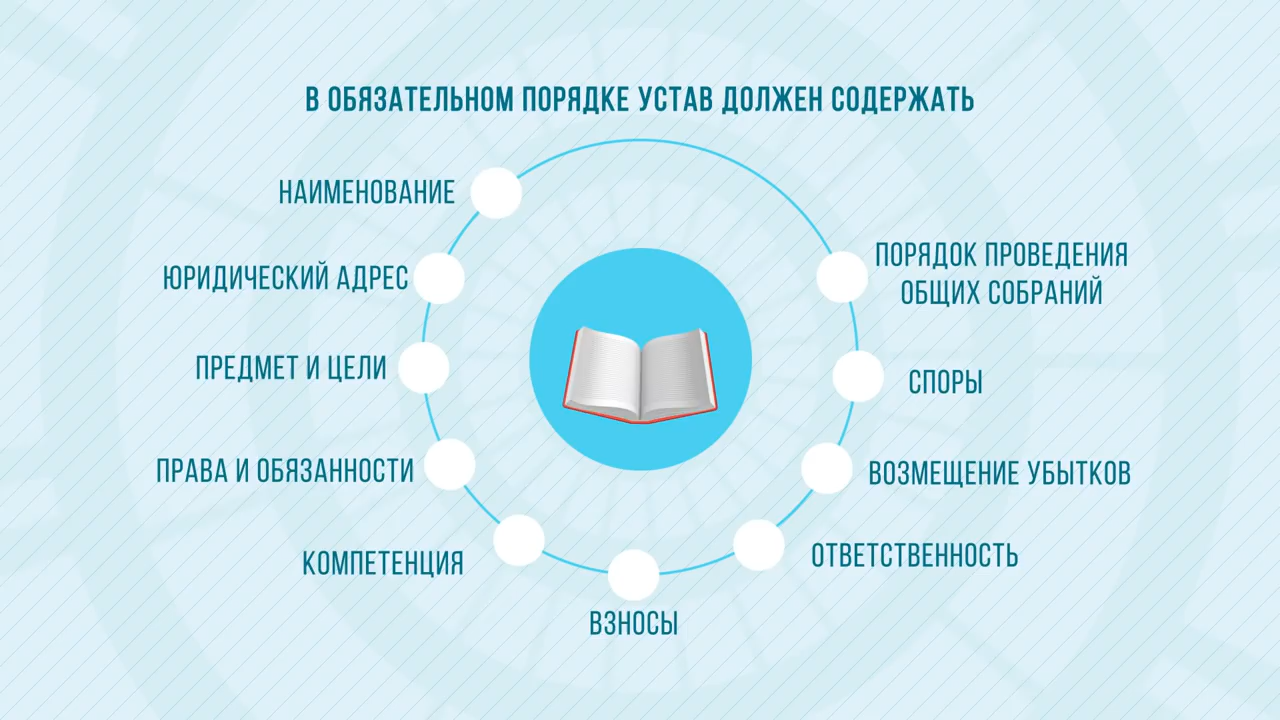 В ОБЯЗАТЕЛЬНОМ ПОРЯДКЕ УСТАВ ДОЛЖЕН СОДЕРЖАТЬ
НАИМЕНОВАНИЕ
ЮРИДИЧЕСКИЙ АДРЕС
ПРЕДМЕТ И ЦЕЛИ
ПРАВА И ОБЯЗАННОСТИ
КОМПЕТЕНЦИЯ
ВЗНОСЫ
ОТВЕТСТВЕННОСТЬ
ВОЗМЕЩЕНИЕ УБЫТКОВ
СПОРЫ
ПОРЯДОК ПРОВЕДЕНИЯ
ОБЩИХ СОБРАНИЙ